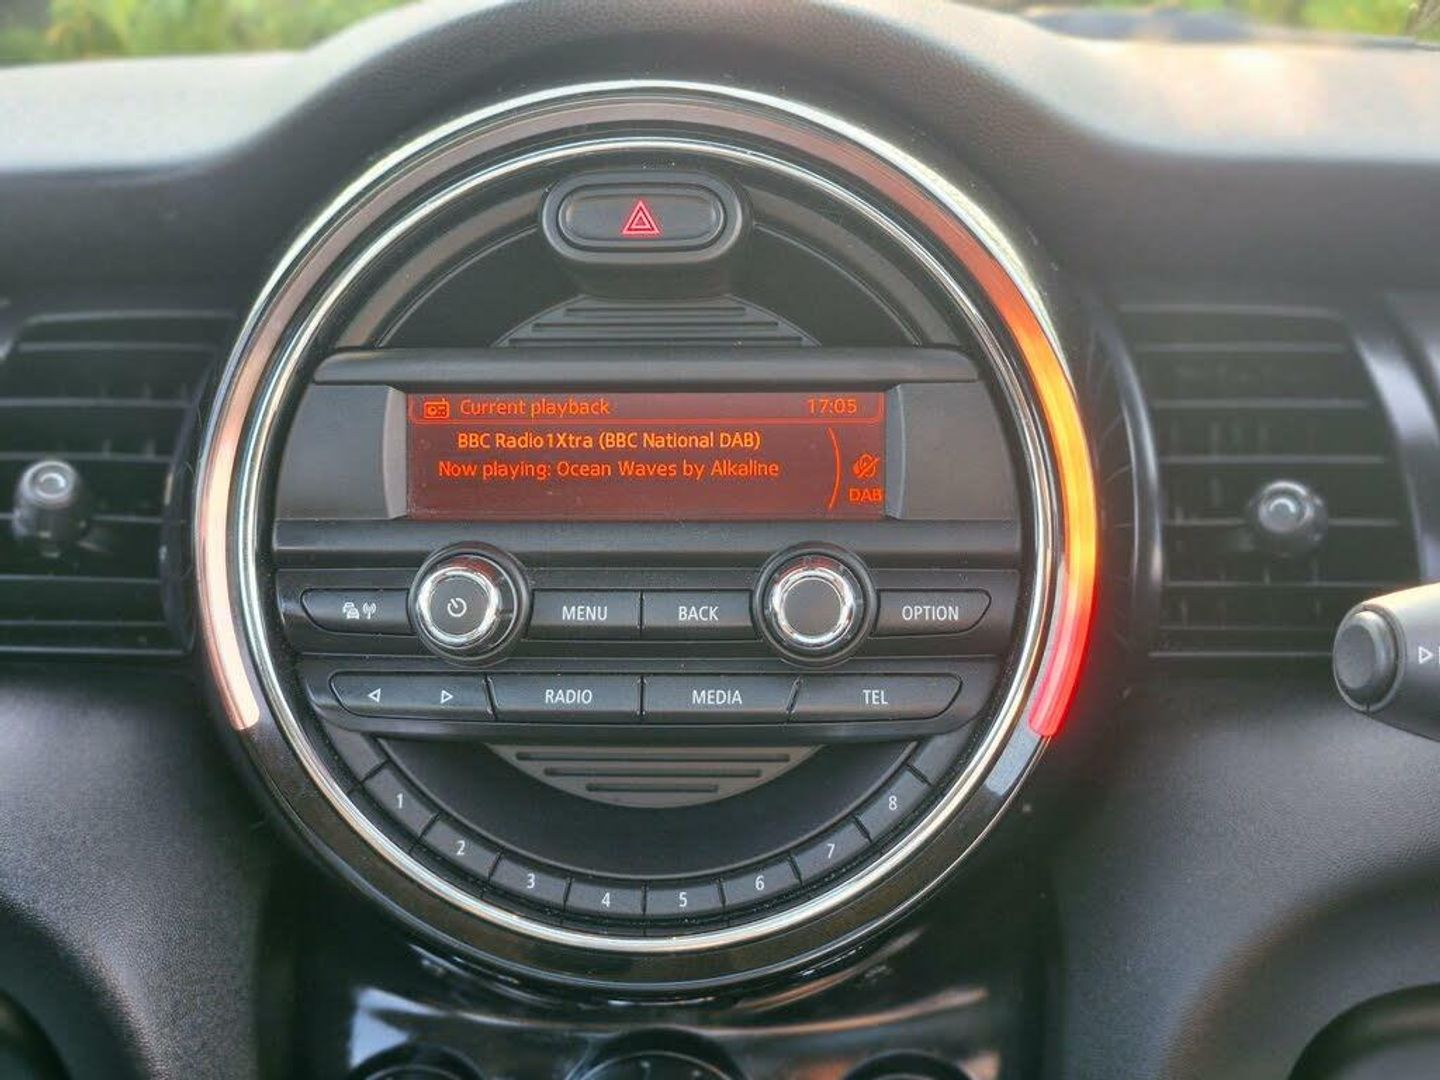 Current playback 17:05
BBC Radio1Xtra (BBC National DAB)
Now playing: Ocean Waves by Alkaline
DAB
MENU BACK OPTION
RADIO MEDIA TEL
1 2 3 4 5 6 7 8